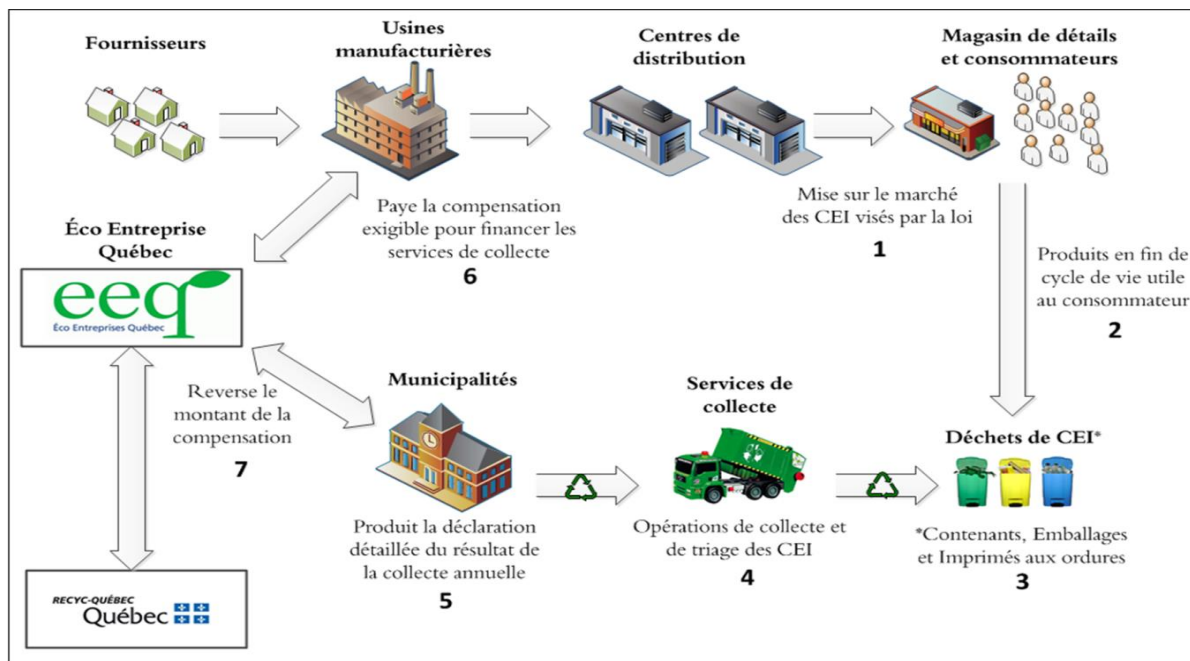 Fournisseurs
Usines
manufacturières
Centres de
distribution
Magasin de détails
et consommateurs
Paye la compensation
exigible pour financer les
services de collecte
6
Mise sur le marché
des CEI visés par la loi
1
Produits en fin de
cycle de vie utile
au consommateur
2
Éco Entreprise
Québec
eeq
Éco Entreprises Québec
Reverse le
montant de la
compensation
7
Municipalités
Produit la déclaration
détaillée du résultat de
la collecte annuelle
5
Services de
collecte
Opérations de collecte et
de triage des CEI
4
Déchets de CEI*
*Contenants, Emballages
et Imprimés aux ordures
3
RECYC-QUÉBEC
Québec